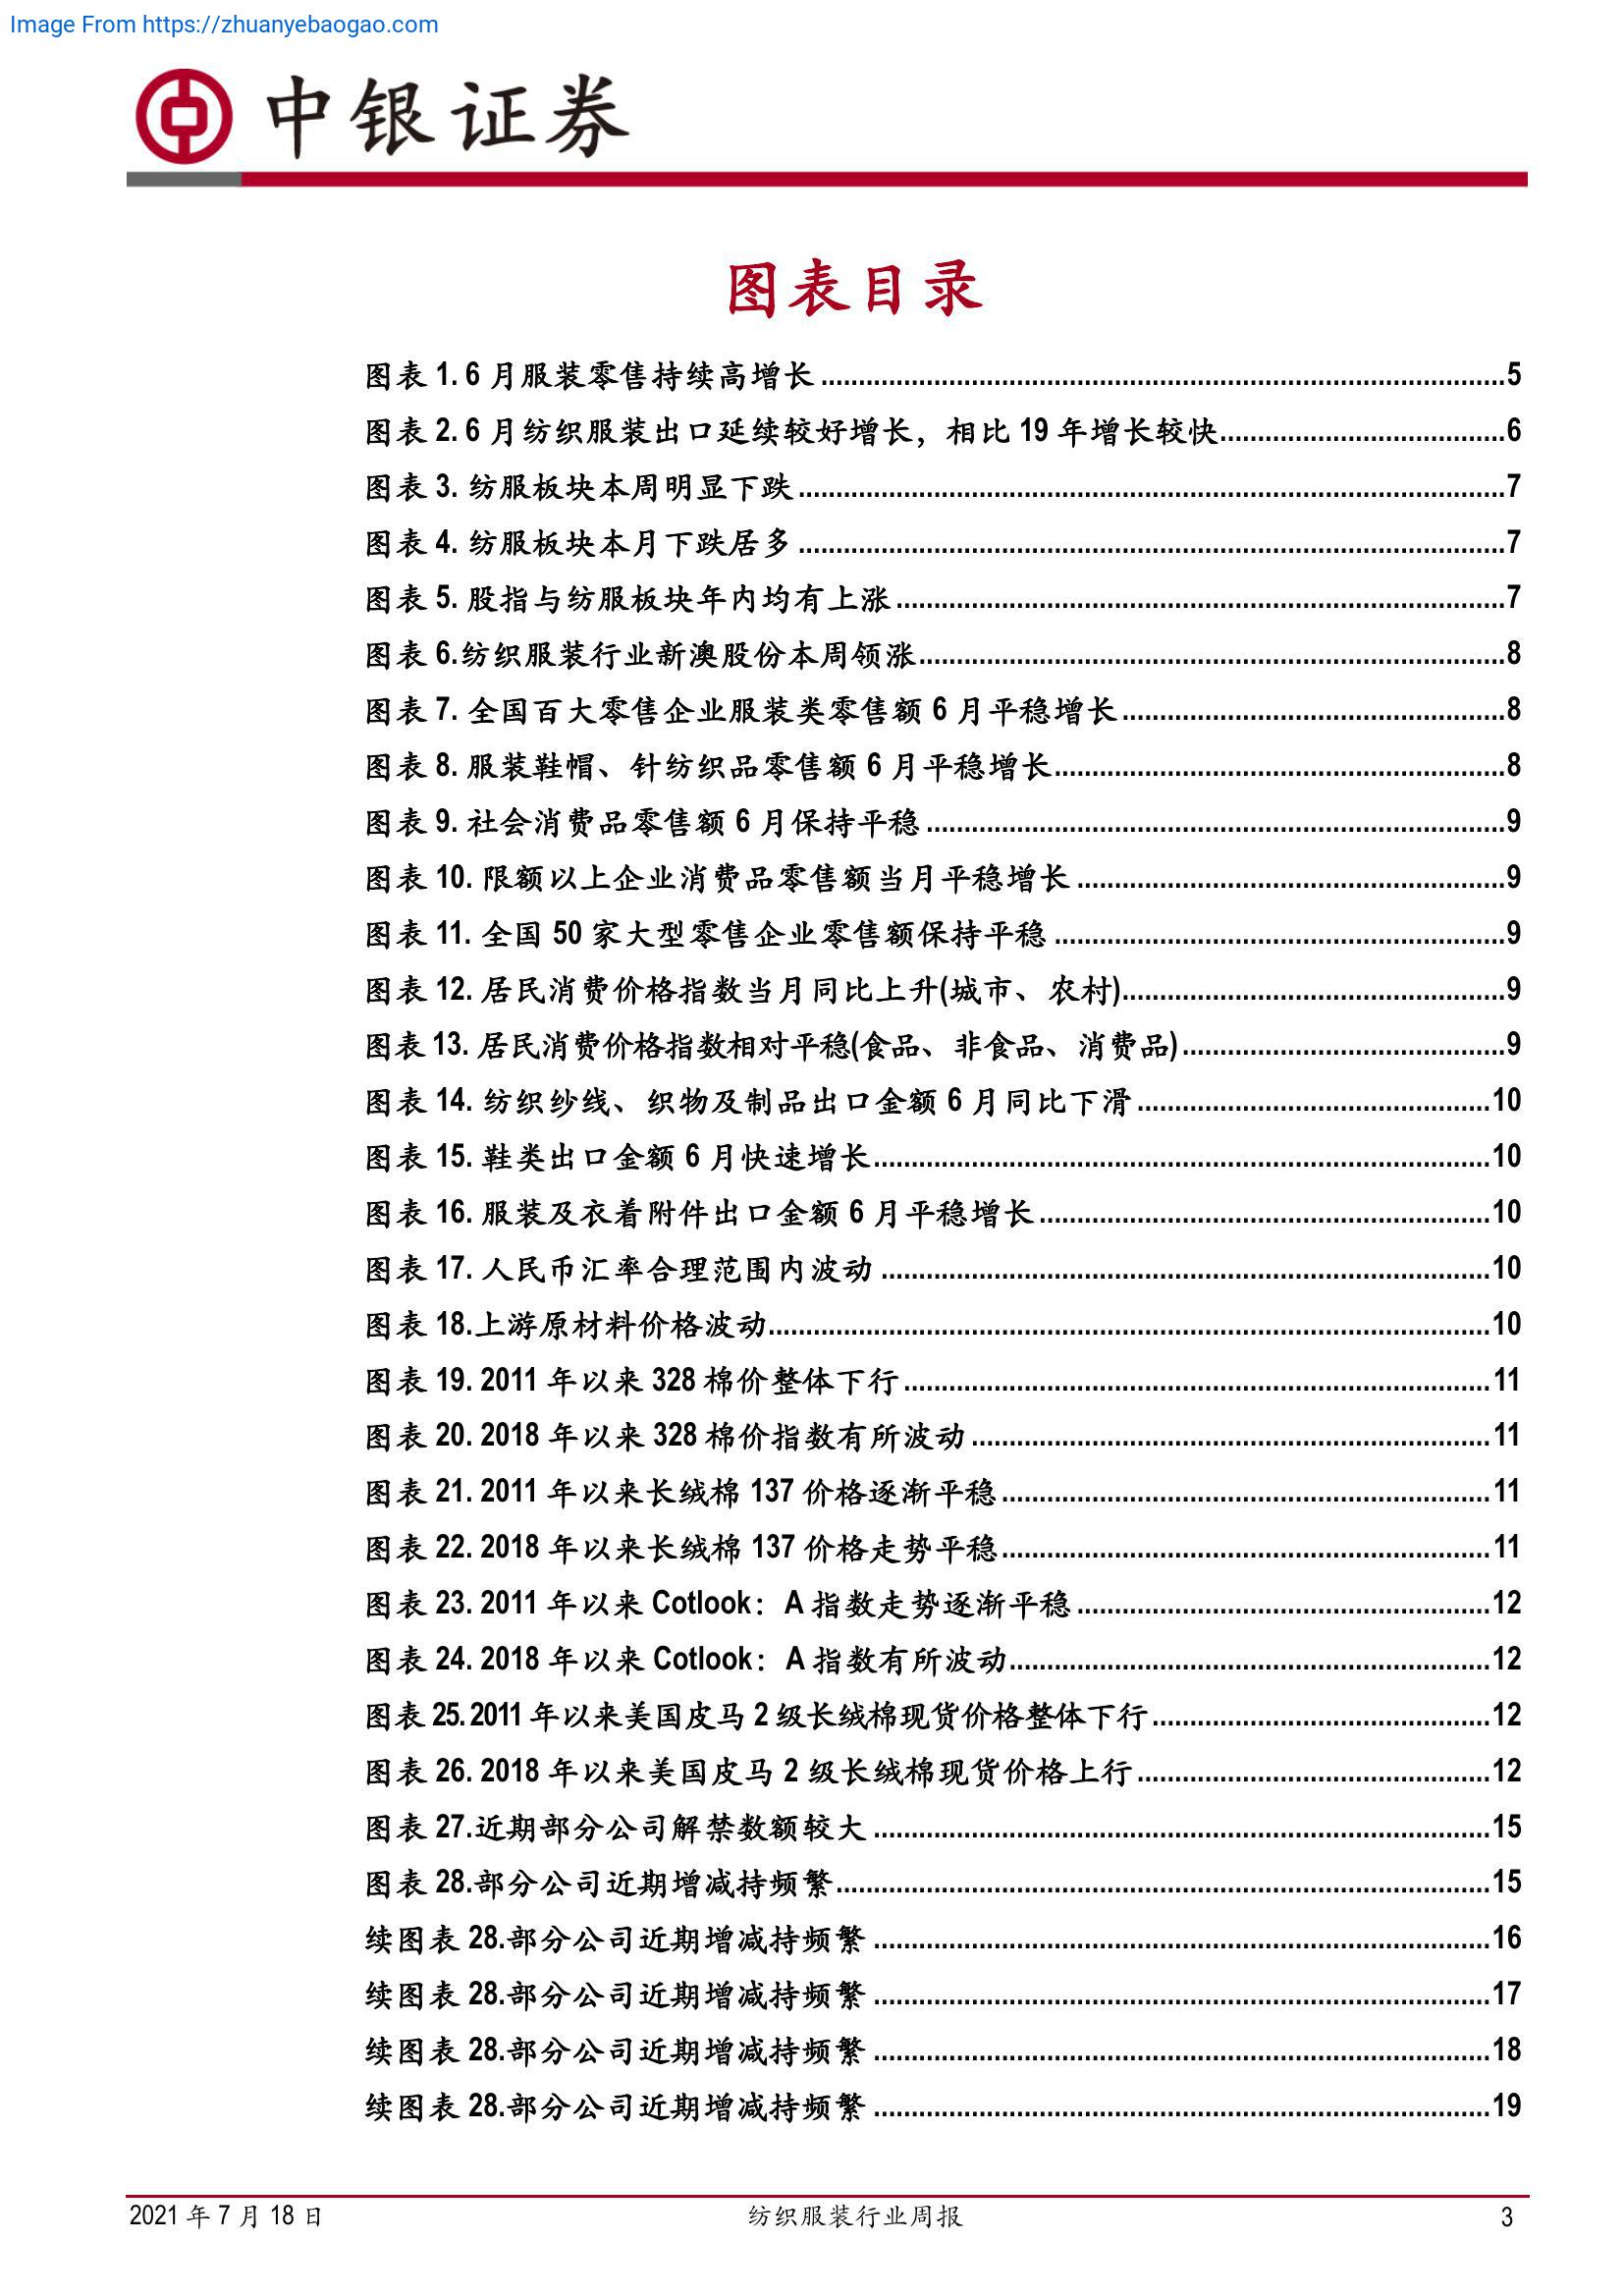 Image From https://zhuanyebaogao.com
中银证券
图表目录
图表 1. 6 月服装零售持续高增长 ..........................................................................................5
图表 2. 6 月纺织服装出口延续较好增长，相比 19 年增长较快......................................6
图表 3. 纺服板块本周明显下跌 .............................................................................................7
图表 4. 纺服板块本月下跌居多 .............................................................................................7
图表 5. 股指与纺服板块年内均有上涨 ................................................................................7
图表 6.纺织服装行业新澳股份本周领涨.............................................................................8
图表 7. 全国百大零售企业服装类零售额 6 月平稳增长...................................................8
图表 8. 服装鞋帽、针纺织品零售额 6 月平稳增长............................................................8
图表 9. 社会消费品零售额 6 月保持平稳 ............................................................................9
图表 10. 限额以上企业消费品零售额当月平稳增长 .........................................................9
图表 11. 全国 50 家大型零售企业零售额保持平稳 ............................................................9
图表 12. 居民消费价格指数当月同比上升(城市、农村)...................................................9
图表 13. 居民消费价格指数相对平稳(食品、非食品、消费品)...........................................9
图表 14. 纺织纱线、织物及制品出口金额 6 月同比下滑 ...............................................10
图表 15. 鞋类出口金额 6 月快速增长..................................................................................10
图表 16. 服装及衣着附件出口金额 6 月平稳增长............................................................10
图表 17. 人民币汇率合理范围内波动 .................................................................................10
图表 18.上游原材料价格波动...............................................................................................10
图表 19. 2011 年以来 328 棉价整体下行..............................................................................11
图表 20. 2018 年以来 328 棉价指数有所波动 .....................................................................11
图表 21. 2011 年以来长绒棉 137 价格逐渐平稳 .................................................................11
图表 22. 2018 年以来长绒棉 137 价格走势平稳.................................................................11
图表 23. 2011 年以来 Cotlook：A 指数走势逐渐平稳.......................................................12
图表 24. 2018 年以来 Cotlook：A 指数有所波动................................................................12
图表 25. 2011 年以来美国皮马 2 级长绒棉现货价格整体下行.............................................12
图表 26. 2018 年以来美国皮马 2 级长绒棉现货价格上行...............................................12
图表 27.近期部分公司解禁数额较大 ..................................................................................15
图表 28.部分公司近期增减持频繁.......................................................................................15
续图表 28.部分公司近期增减持频繁 ..................................................................................16
续图表 28.部分公司近期增减持频繁 ..................................................................................17
续图表 28.部分公司近期增减持频繁 ..................................................................................18
续图表 28.部分公司近期增减持频繁 ..................................................................................19
2021 年 7 月 18 日 纺织服装行业周报 3